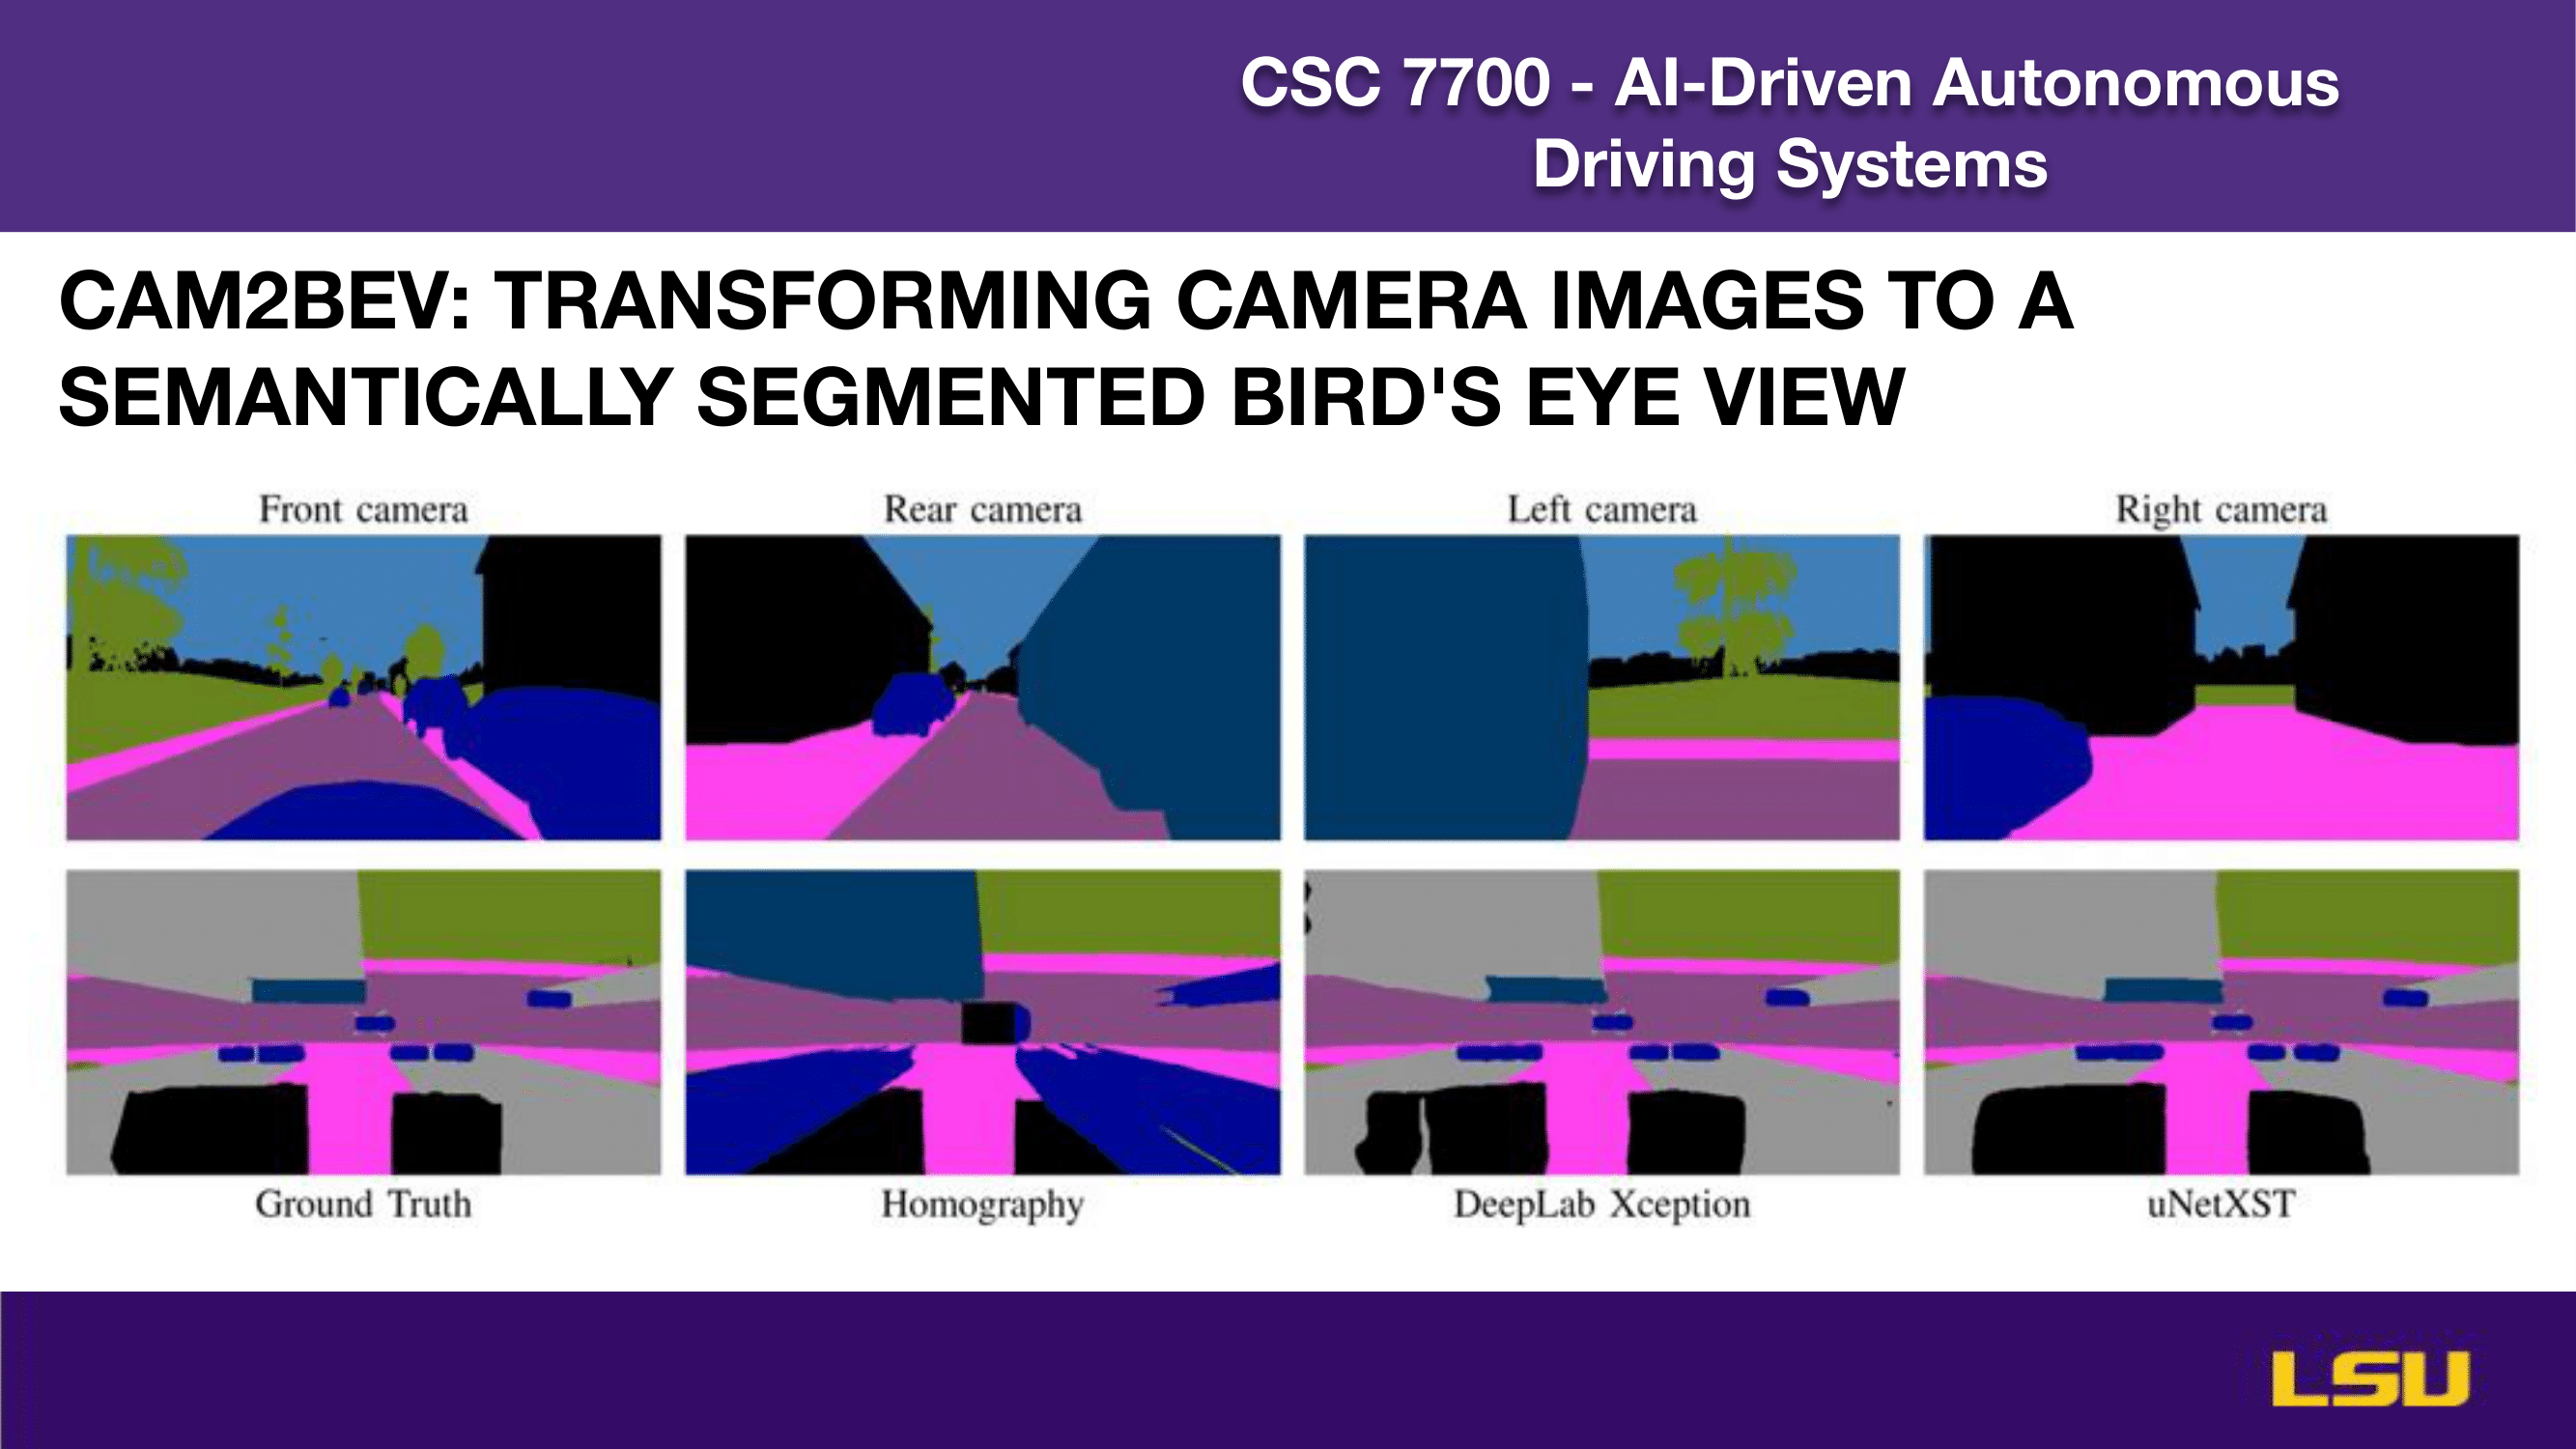 CSC 7700 - AI-Driven Autonomous
Driving Systems
CAM2BEV: TRANSFORMING CAMERA IMAGES TO A
SEMANTICALLY SEGMENTED BIRD'S EYE VIEW
Front camera
Rear camera
Left camera
Right camera
Ground Truth
Homography
DeepLab Xception
uNetXST
LSU